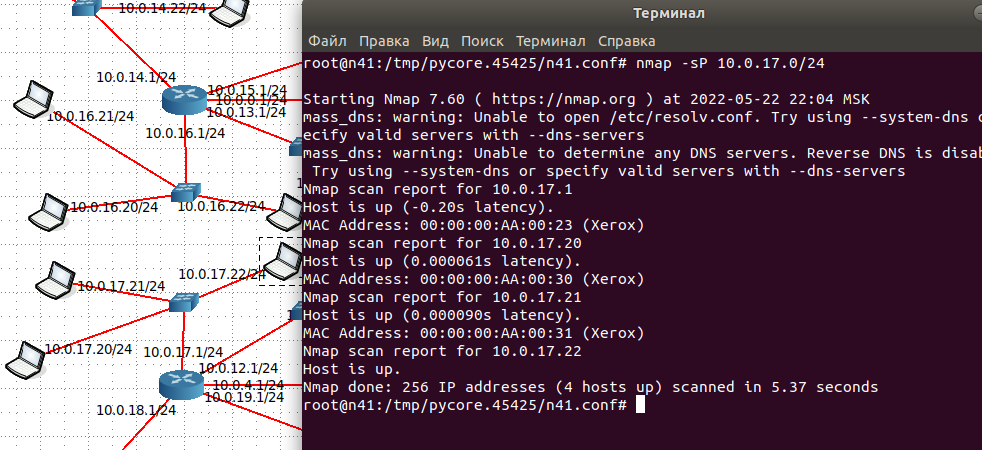 10.0.14.22/24
10.0.14.1/24
10.0.15.1/24
10.0.0.1/24
10.0.13.1/24
10.0.16.21/24
10.0.16.1/24
10.0.16.20/24
10.0.16.22/24
10.0.17.22/24
10.0.17.21/24
10.0.17.20/24
10.0.17.1/24
10.0.12.1/24
10.0.4.1/24
10.0.19.1/24
10.0.18.1/24
Терминал
Файл Правка Вид Поиск Терминал Справка
root@n41:/tmp/pycore.45425/n41.conf# nmap -sP 10.0.17.0/24
Starting Nmap 7.60 ( https://nmap.org ) at 2022-05-22 22:04 MSK
mass_dns: warning: Unable to open /etc/resolv.conf. Try using --system-dns
ecify valid servers with --dns-servers
mass_dns: warning: Unable to determine any DNS servers. Reverse DNS is disab
Try using --system-dns or specify valid servers with --dns-servers
Nmap scan report for 10.0.17.1
Host is up (-0.20s latency).
MAC Address: 00:00:00:AA:00:23 (Xerox)
Nmap scan report for 10.0.17.20
Host is up (0.000061s latency).
MAC Address: 00:00:00:AA:00:30 (Xerox)
Nmap scan report for 10.0.17.21
Host is up (0.000090s latency).
MAC Address: 00:00:00:AA:00:31 (Xerox)
Nmap scan report for 10.0.17.22
Host is up.
Nmap done: 256 IP addresses (4 hosts up) scanned in 5.37 seconds
root@n41:/tmp/pycore.45425/n41.conf#